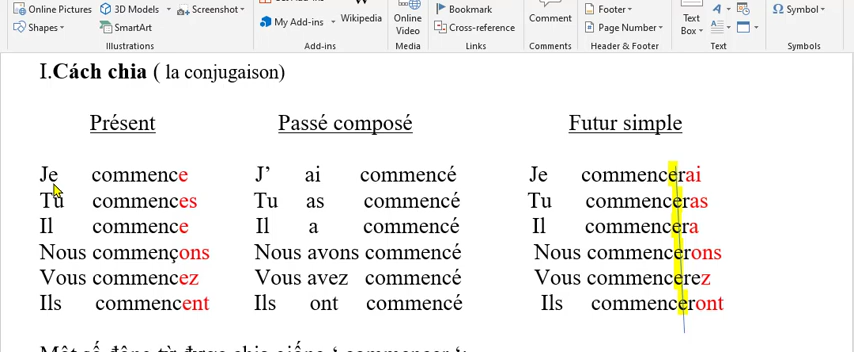 Online Pictures 3D Models Screenshot My Add-ins Wikipedia Online Video Bookmark Comment Footer Text Box Symbol
Shapes SmartArt Cross-reference Page Number
Illustrations Add-ins Media Links Comments Header & Footer Text Symbols
I.Cách chia ( la conjugaison)
Présent Passé composé Futur simple
Je commence J’ ai commencé Je commencerai
Tu commences Tu as commencé Tu commenceras
Il commence Il a commencé Il commencera
Nous commençons Nous avons commencé Nous commencerons
Vous commencez Vous avez commencé Vous commencerez
Ils commencent Ils ont commencé Ils commenceront